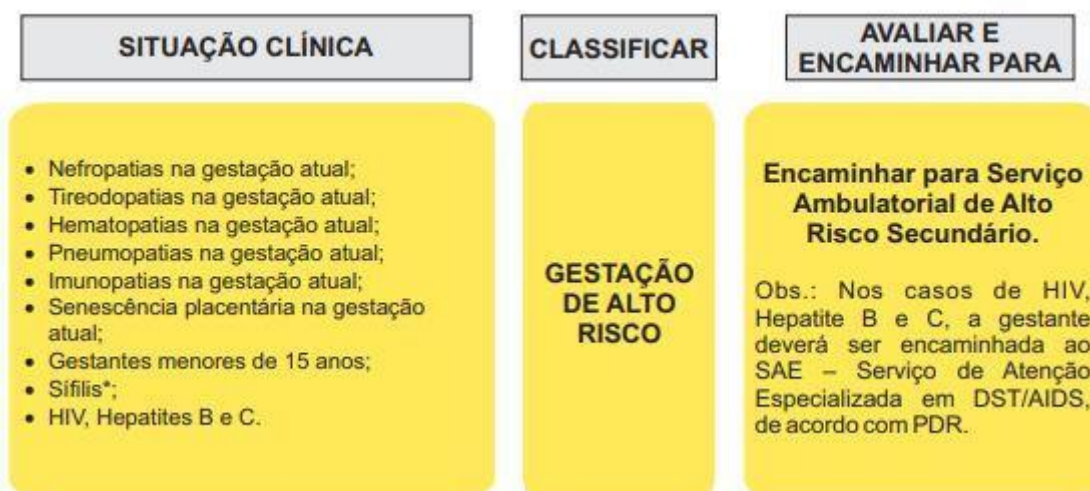 SITUAÇÃO CLÍNICA
CLASSIFICAR
AVALIAR E
ENCAMINHAR PARA
• Nefropatias na gestação atual;
• Tireodopatias na gestação atual;
• Hematopatias na gestação atual;
• Pneumopatias na gestação atual;
• Imunopatias na gestação atual;
• Senescência placentária na gestação
atual;
• Gestantes menores de 15 anos;
• Sífilis*;
• HIV, Hepatites B e C.
GESTAÇÃO
DE ALTO
RISCO
Encaminhar para Serviço
Ambulatorial de Alto
Risco Secundário.
Obs.: Nos casos de HIV,
Hepatite B e C, a gestante
deverá ser encaminhada ao
SAE – Serviço de Atenção
Especializada em DST/AIDS,
de acordo com PDR.